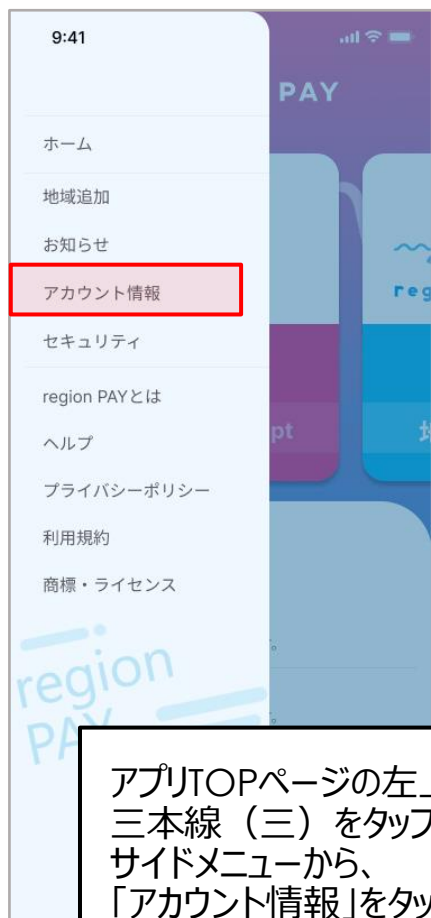 9:41
PAY
ホーム
地域追加
お知らせ
アカウント情報
セキュリティ
region PAYとは
ヘルプ
プライバシーポリシー
利用規約
商標・ライセンス
pt
reg
region
PAY
アプリTOPページの左
三本線（三）をタップ
サイドメニューから、
「アカウント情報」をタッ